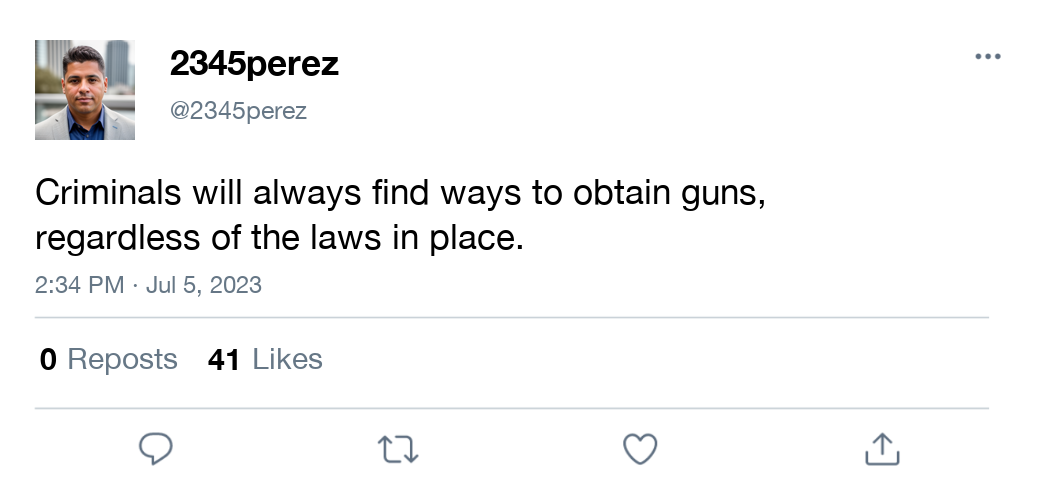 2345perez
@2345perez
Criminals will always find ways to obtain guns,
regardless of the laws in place.
2:34 PM · Jul 5, 2023
0 Reposts 41 Likes